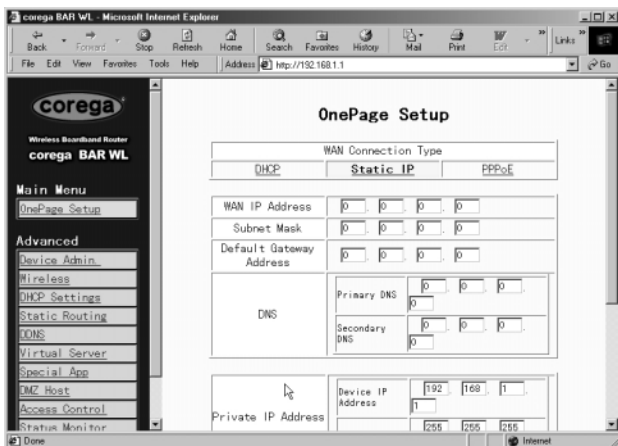 corega BAR WL - Microsoft Internet Explorer
Back Forward Stop Refresh Home Search Favorites History Mail Print Edit Links
File Edit View Favorites Tools Help Address http://192.168.1.1 Go
corega
Wireless Boardband Router
corega BAR WL
Main Menu
OnePage Setup
Advanced
Device Admin.
Wireless
DHCP Settings
Static Routing
DDNS
Virtual Server
Special App
DMZ Host
Access Control
Status Monitor
OnePage Setup
WAN Connection Type
DHCP Static IP PPPoE
WAN IP Address 0 . 0 . 0 . 0
Subnet Mask 0 . 0 . 0 . 0
Default Gateway
Address 0 . 0 . 0 . 0
DNS
Primary DNS 0 . 0 . 0 .
0
Secondary
DNS 0 . 0 . 0 .
0
Private IP Address
Device IP
Address 192 . 168 . 1 .
1
255 255 255
Done Internet